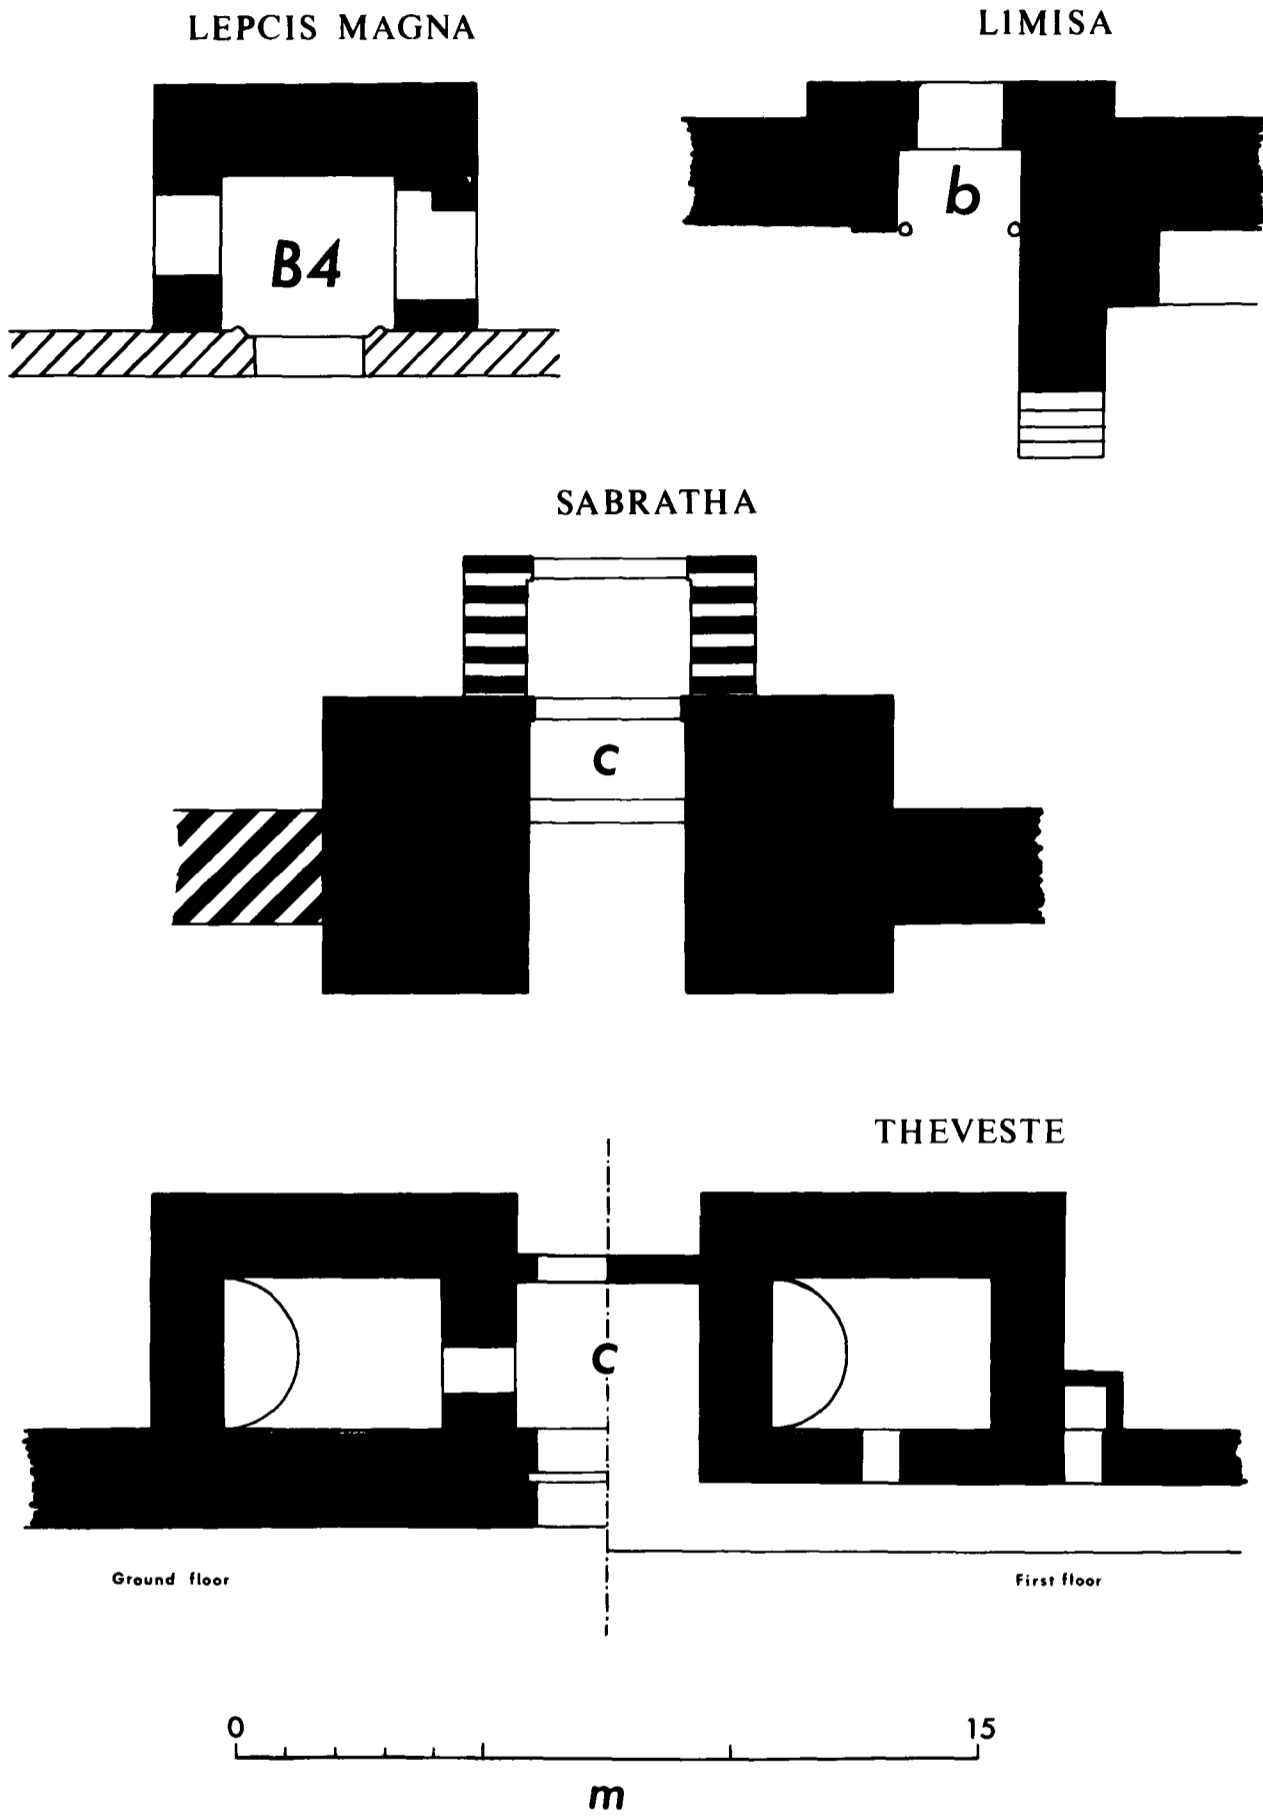 LEPCIS MAGNA
LIMISA
B4
b
SABRATHA
C
THEVESTE
C
Ground floor
First floor
0
15
m